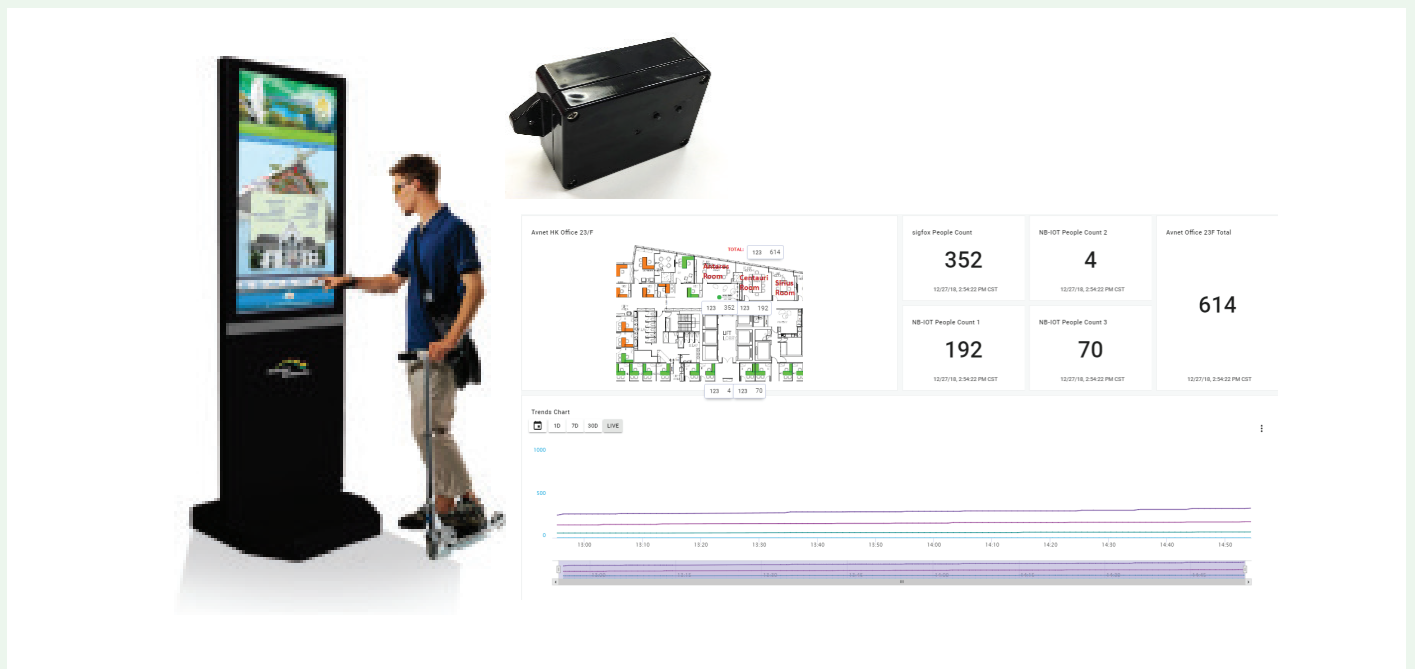 Avnet HK Office 23/F
TOTAL:
123 614
Antares
Room
Centauri
Room
Sirius
Room
123 352
123 192
LIFT
123 4
123 70
sigfox People Count
352
12/27/18, 2:54:22 PM CST
NB-IOT People Count 2
4
12/27/18, 2:54:22 PM CST
Avnet Office 23F Total
614
12/27/18, 2:54:22 PM CST
NB-IOT People Count 1
192
12/27/18, 2:54:22 PM CST
NB-IOT People Count 3
70
12/27/18, 2:54:22 PM CST
Trends Chart
1D 7D 30D LIVE
1000
500
0
13:00 13:10 13:20 13:30 13:40 13:50 14:00 14:10 14:20 14:30 14:40 14:50